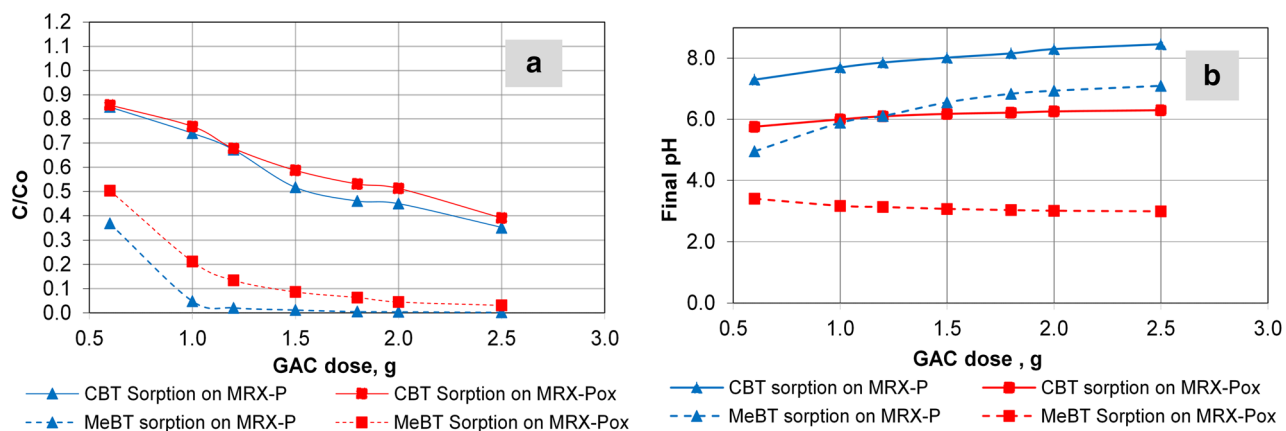 1.2
1.1
1.0
0.9
0.8
0.7
0.6
0.5
0.4
0.3
0.2
0.1
0.0
C/Co
a
0.5 1.0 1.5 2.0 2.5 3.0
GAC dose, g
CBT Sorption on MRX-P CBT Sorption on MRX-Pox
MeBT sorption on MRX-P MeBT Sorption on MRX-Pox
8.0
6.0
4.0
2.0
0.0
Final pH
b
0.5 1.0 1.5 2.0 2.5 3.0
GAC dose , g
CBT sorption on MRX-P CBT sorption on MRX-Pox
MeBT sorption on MRX-P MeBT Sorption on MRX-Pox